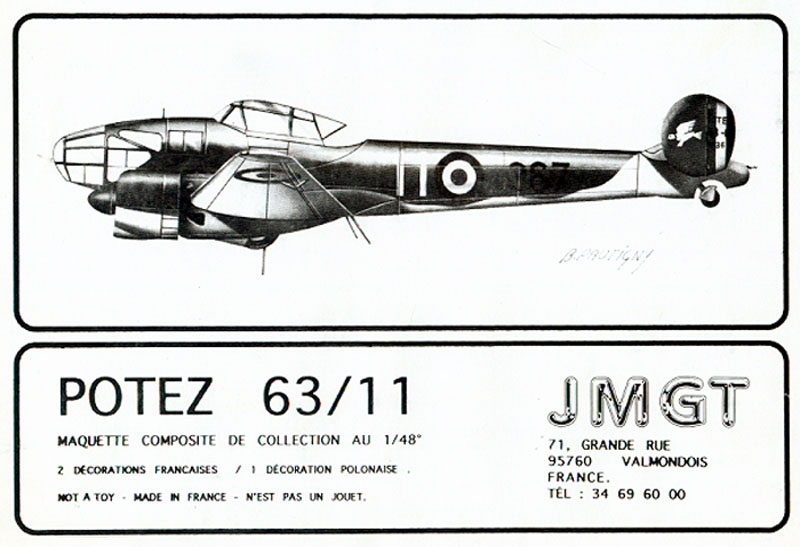 B. PAUTIGNY
POTEZ 63/11
MAQUETTE COMPOSITE DE COLLECTION AU 1/48°
2 DÉCORATIONS FRANCAISES / 1 DÉCORATION POLONAISE .
NOT A TOY - MADE IN FRANCE - N'EST PAS UN JOUET.
JMGT
71, GRANDE RUE
95760 VALMONDOIS
FRANCE.
TÉL : 34 69 60 00